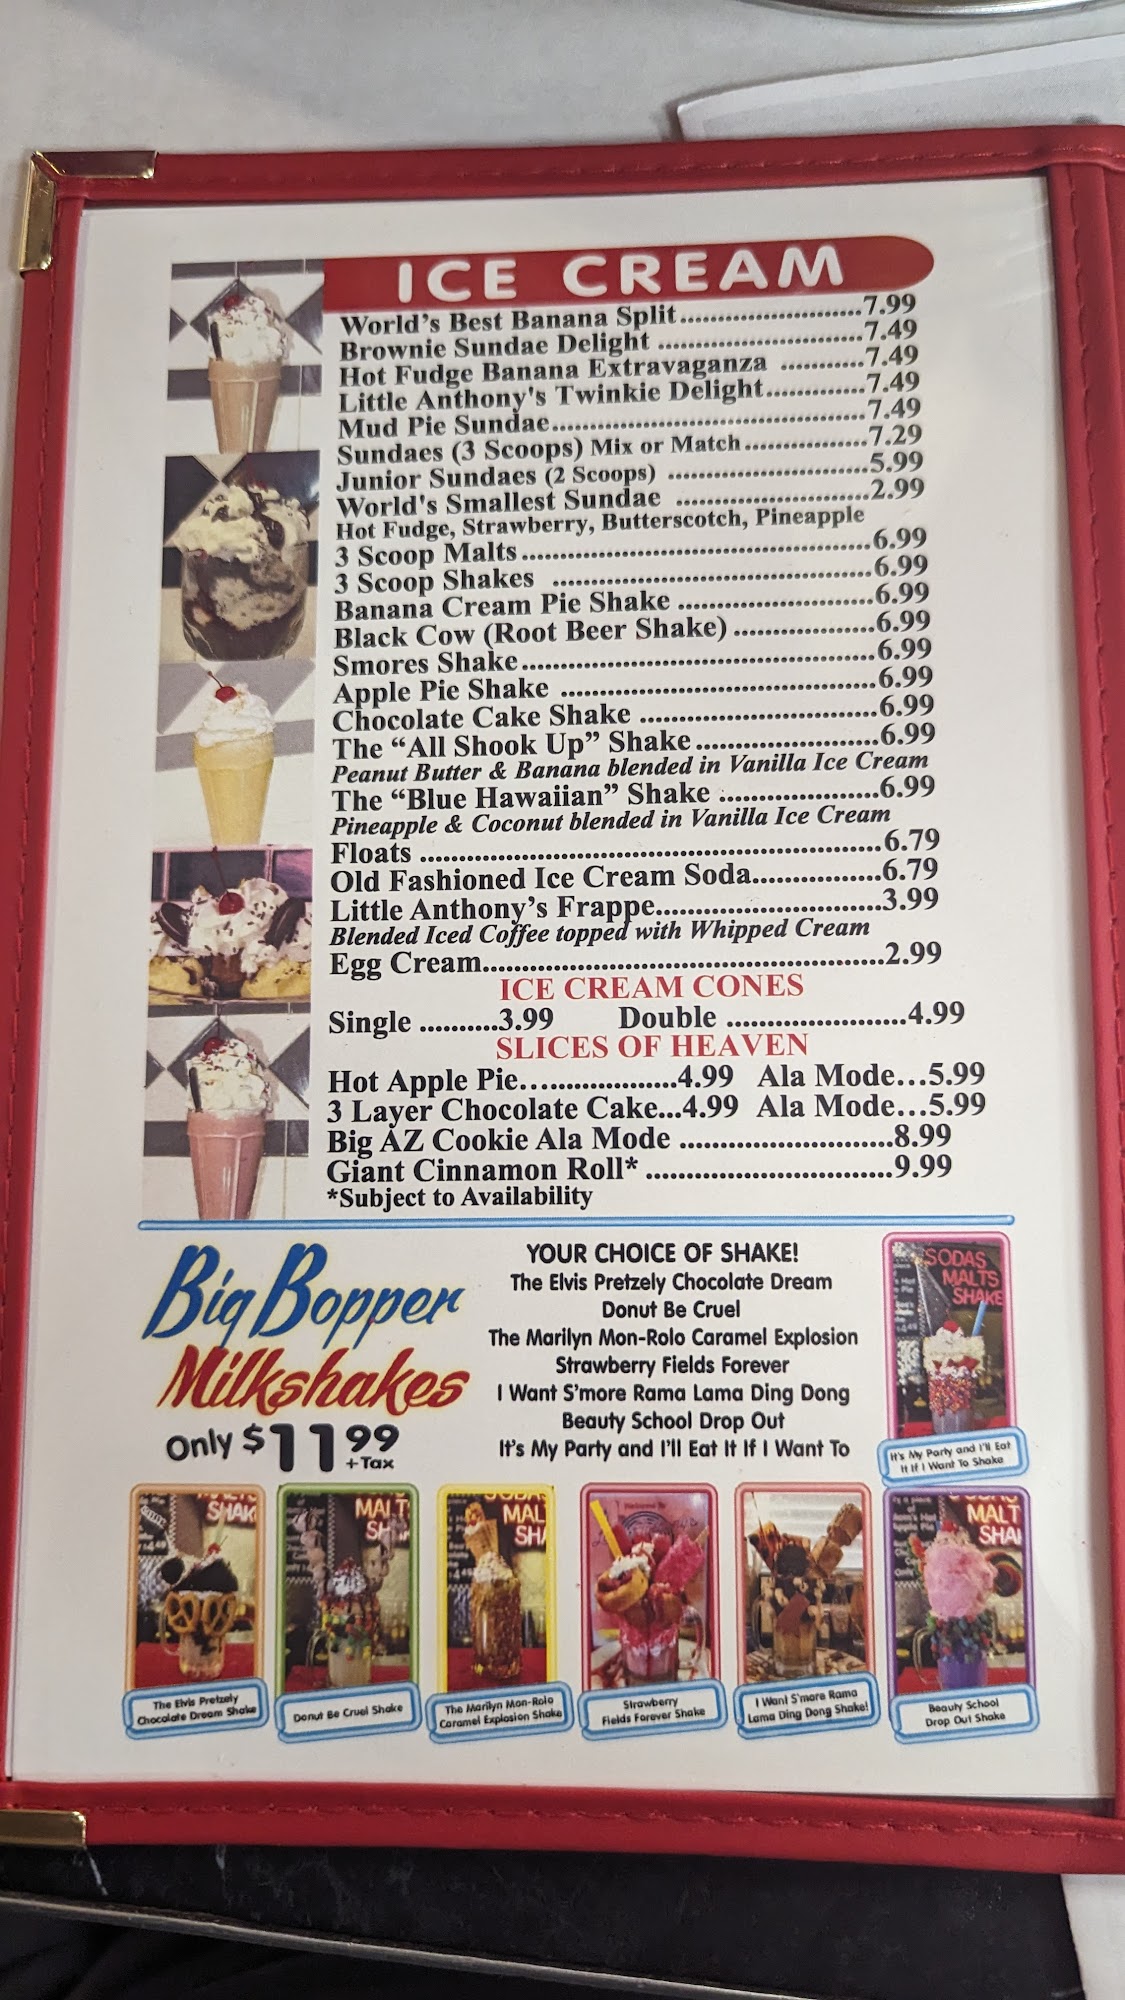 ICE CREAM
World's Best Banana Split..........................7.99
Brownie Sundae Delight ..............................7.49
Hot Fudge Banana Extravaganza ............7.49
Little Anthony's Twinkie Delight..............7.49
Mud Pie Sundae.............................................7.49
Sundaes (3 Scoops) Mix or Match..................7.29
Junior Sundaes (2 Scoops) .............................5.99
World's Smallest Sundae ............................2.99
Hot Fudge, Strawberry, Butterscotch, Pineapple
3 Scoop Malts..................................................6.99
3 Scoop Shakes ..............................................6.99
Banana Cream Pie Shake ............................6.99
Black Cow (Root Beer Shake)....................6.99
Smores Shake...................................................6.99
Apple Pie Shake .............................................6.99
Chocolate Cake Shake ..................................6.99
The “All Shook Up” Shake..........................6.99
Peanut Butter & Banana blended in Vanilla Ice Cream
The “Blue Hawaiian” Shake .......................6.99
Pineapple & Coconut blended in Vanilla Ice Cream
Floats ..................................................................6.79
Old Fashioned Ice Cream Soda..................6.79
Little Anthony's Frappe................................3.99
Blended Iced Coffee topped with Whipped Cream
Egg Cream.........................................................2.99
ICE CREAM CONES
Single ...........3.99 Double .........................4.99
SLICES OF HEAVEN
Hot Apple Pie......................4.99 Ala Mode...5.99
3 Layer Chocolate Cake...4.99 Ala Mode...5.99
Big AZ Cookie Ala Mode ..............................8.99
Giant Cinnamon Roll* ...................................9.99
*Subject to Availability
Big Bopper
Milkshakes
Only $11.99
+Tax
YOUR CHOICE OF SHAKE!
The Elvis Pretzely Chocolate Dream
Donut Be Cruel
The Marilyn Mon-Rolo Caramel Explosion
Strawberry Fields Forever
I Want S'more Rama Lama Ding Dong
Beauty School Drop Out
It's My Party and I'll Eat It If I Want To
SODAS
MALTS
SHAKE
It's My Party and I'll Eat
It If I Want To Shake
SHAK
MALT
SH
MAL
SH
MALT
SHA
The Elvis Pretzely
Chocolate Dream Shake
Donut Be Cruel Shake
The Marilyn Mon-Rolo
Caramel Explosion Shake
Strawberry
Fields Forever Shake
I Want S'more Rama
Lama Ding Dong Shake!
Beauty School
Drop Out Shake